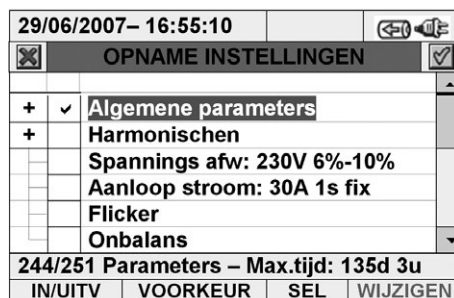 29/06/2007– 16:55:10
OPNAME INSTELLINGEN
+ Algemene parameters
+ Harmonischen
Spannings afw: 230V 6%-10%
Aanloop stroom: 30A 1s fix
Flicker
Onbalans
244/251 Parameters – Max.tijd: 135d 3u
IN/UITV VOORKEUR SEL WIJZIGEN